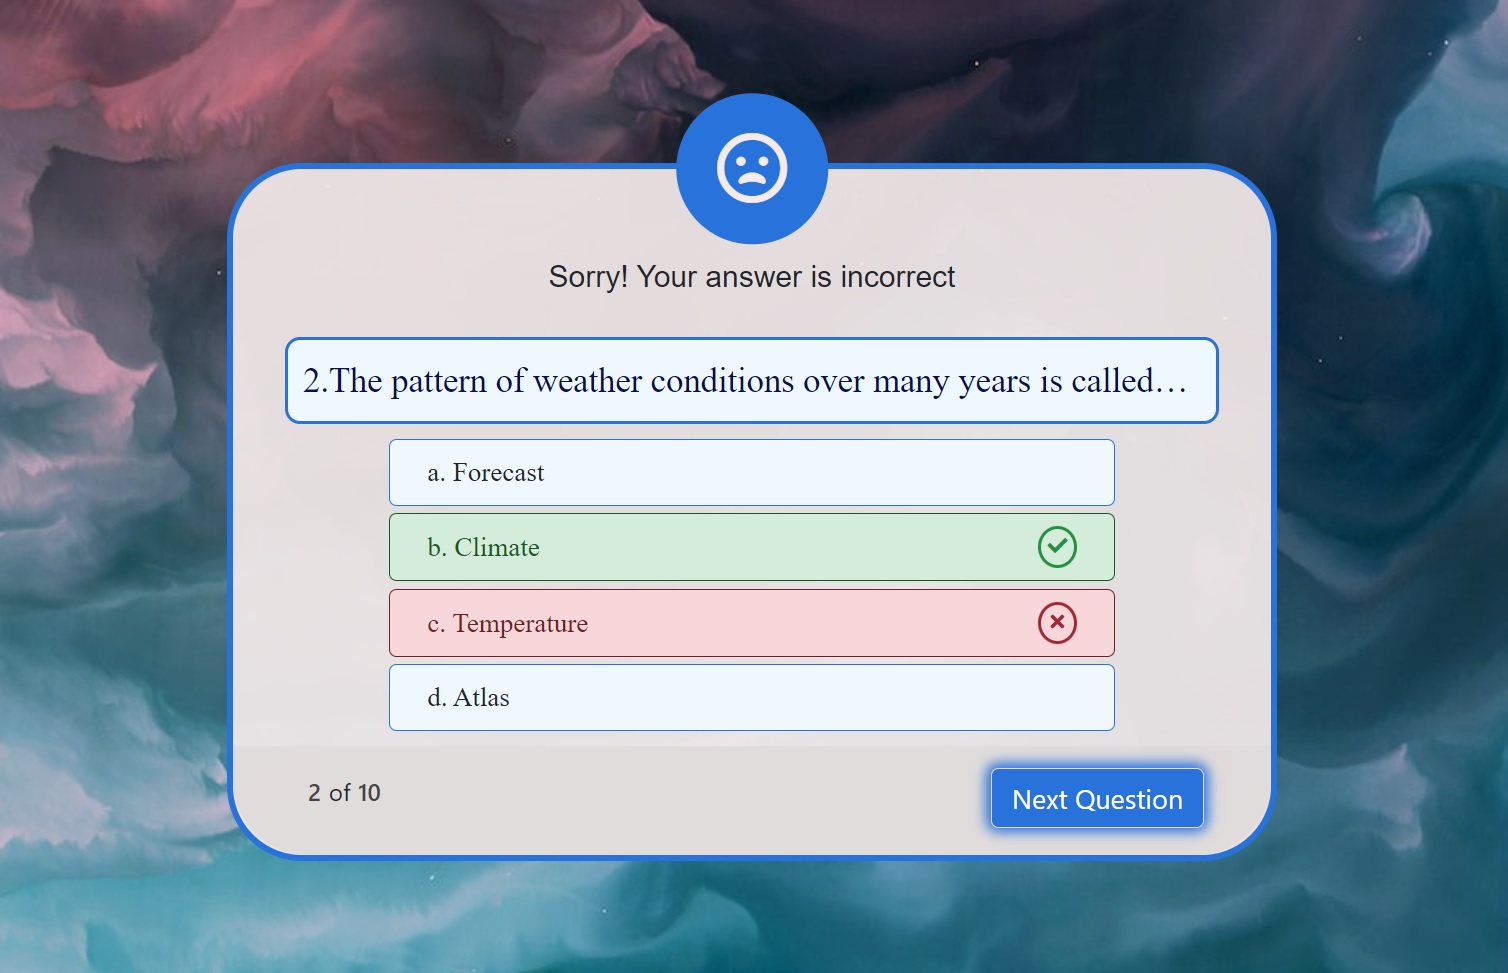 Sorry! Your answer is incorrect
2.The pattern of weather conditions over many years is called…
a. Forecast
b. Climate
c. Temperature
d. Atlas
2 of 10
Next Question